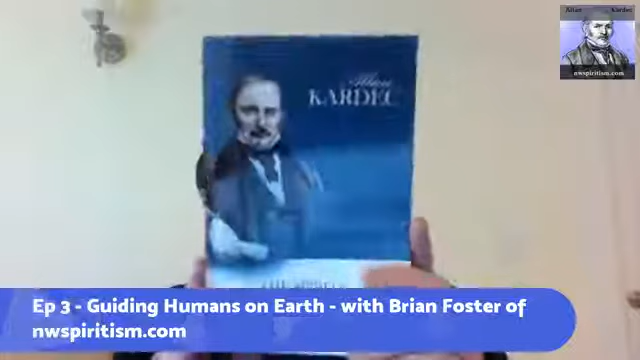 Allan Kardec
nwspiritism.com
Allan
KARDEC
Ep 3 - Guiding Humans on Earth - with Brian Foster of
nwspiritism.com